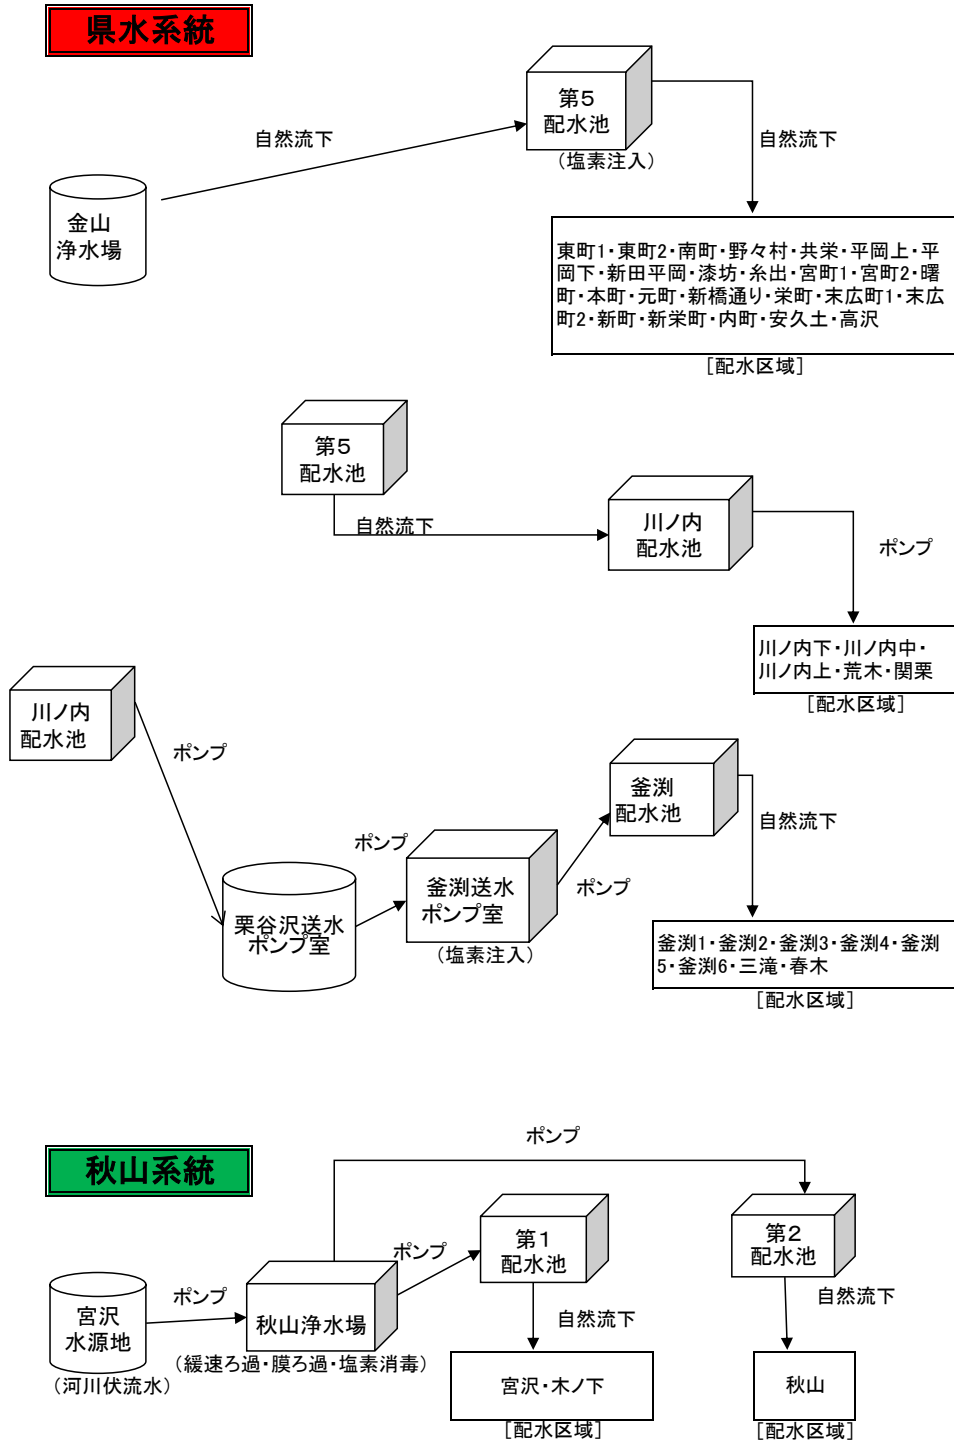 県水系統
第5
配水池
(塩素注入)
自然流下
自然流下
金山
浄水場
東町1・東町2・南町・野々村・共栄・平岡上・平
岡下・新田平岡・漆坊・糸出・宮町1・宮町2・曙
町・本町・元町・新橋通り・栄町・末広町1・末広
町2・新町・新栄町・内町・安久土・高沢
[配水区域]
第5
配水池
自然流下
川ノ内
配水池
ポンプ
川ノ内下・川ノ内中・
川ノ内上・荒木・関栗
[配水区域]
川ノ内
配水池
ポンプ
栗谷沢送水
ポンプ室
ポンプ
釜渕送水
ポンプ室
(塩素注入)
ポンプ
釜渕
配水池
自然流下
釜渕1・釜渕2・釜渕3・釜渕4・釜渕
5・釜渕6・三滝・春木
[配水区域]
秋山系統
ポンプ
宮沢
水源地
(河川伏流水)
ポンプ
秋山浄水場
(緩速ろ過・膜ろ過・塩素消毒)
ポンプ
第1
配水池
自然流下
宮沢・木ノ下
[配水区域]
第2
配水池
自然流下
秋山
[配水区域]